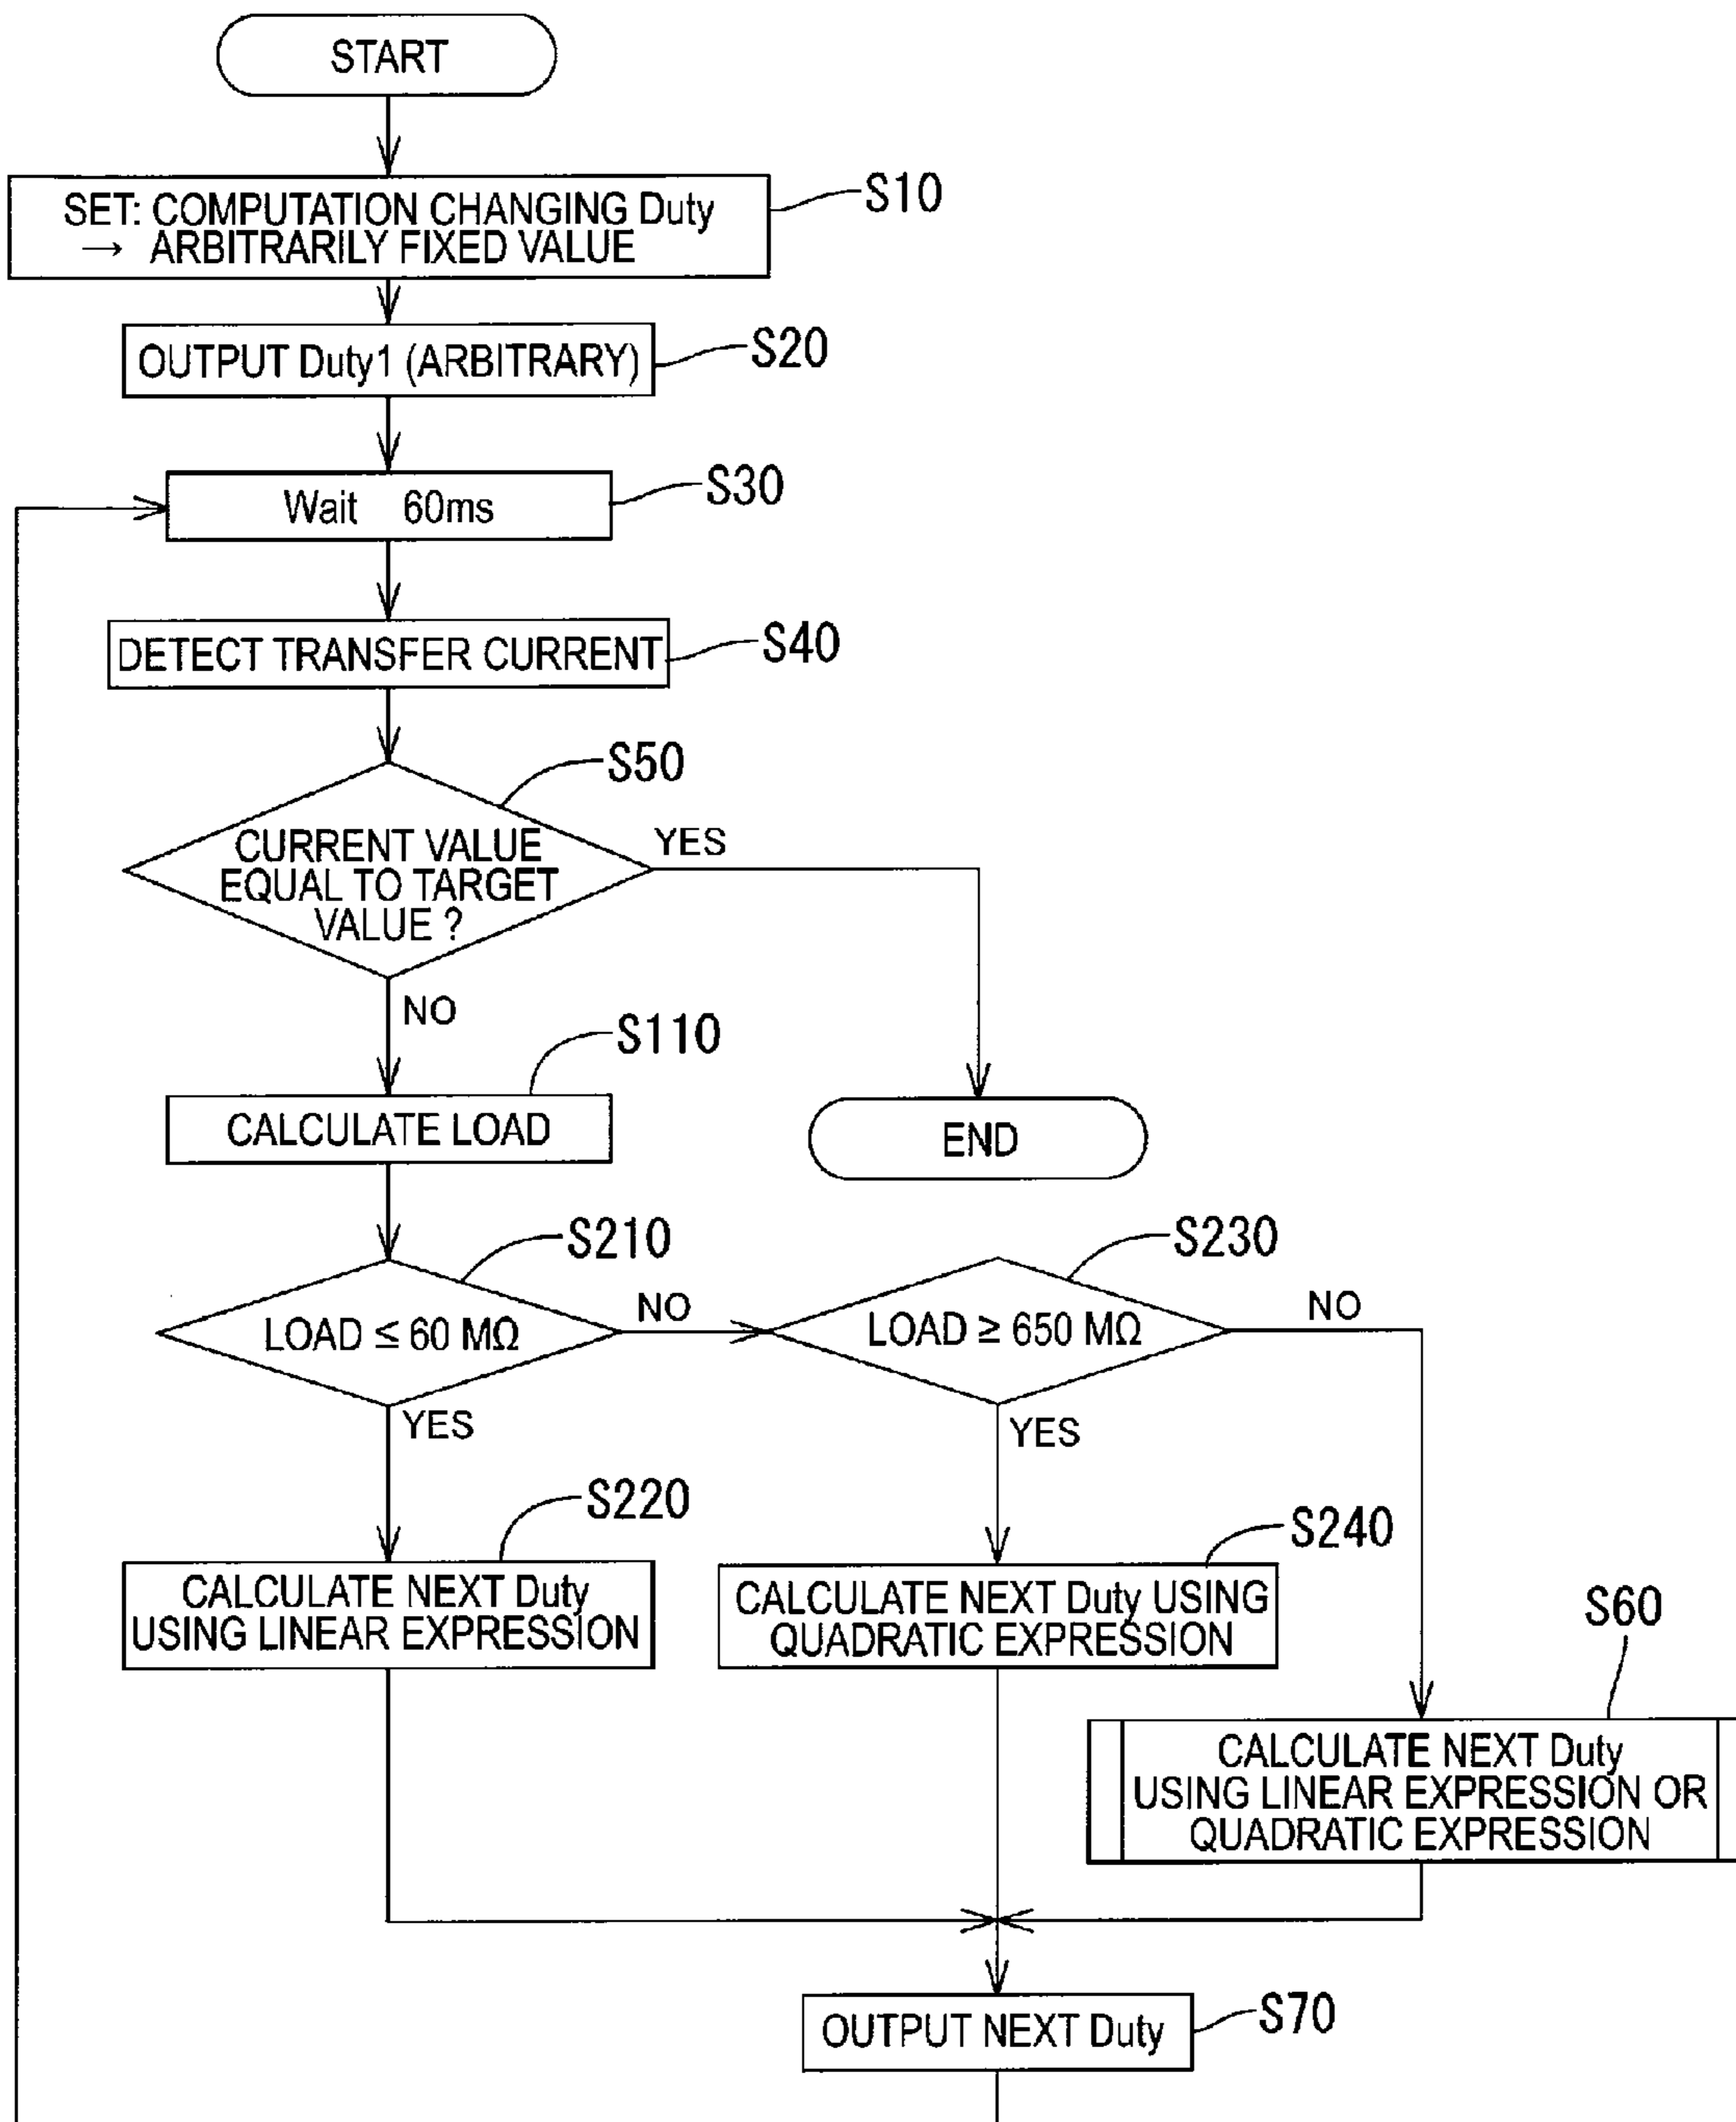 START
SET: COMPUTATION CHANGING Duty
→ ARBITRARILY FIXED VALUE
S10
OUTPUT Duty1 (ARBITRARY)
S20
Wait 60ms
S30
DETECT TRANSFER CURRENT
S40
S50
CURRENT VALUE
EQUAL TO TARGET
VALUE ?
YES
NO
S110
CALCULATE LOAD
END
S210
LOAD ≤ 60 MΩ
NO
YES
S230
LOAD ≥ 650 MΩ
NO
YES
S220
CALCULATE NEXT Duty
USING LINEAR EXPRESSION
S240
CALCULATE NEXT Duty USING
QUADRATIC EXPRESSION
S60
CALCULATE NEXT Duty
USING LINEAR EXPRESSION OR
QUADRATIC EXPRESSION
OUTPUT NEXT Duty
S70